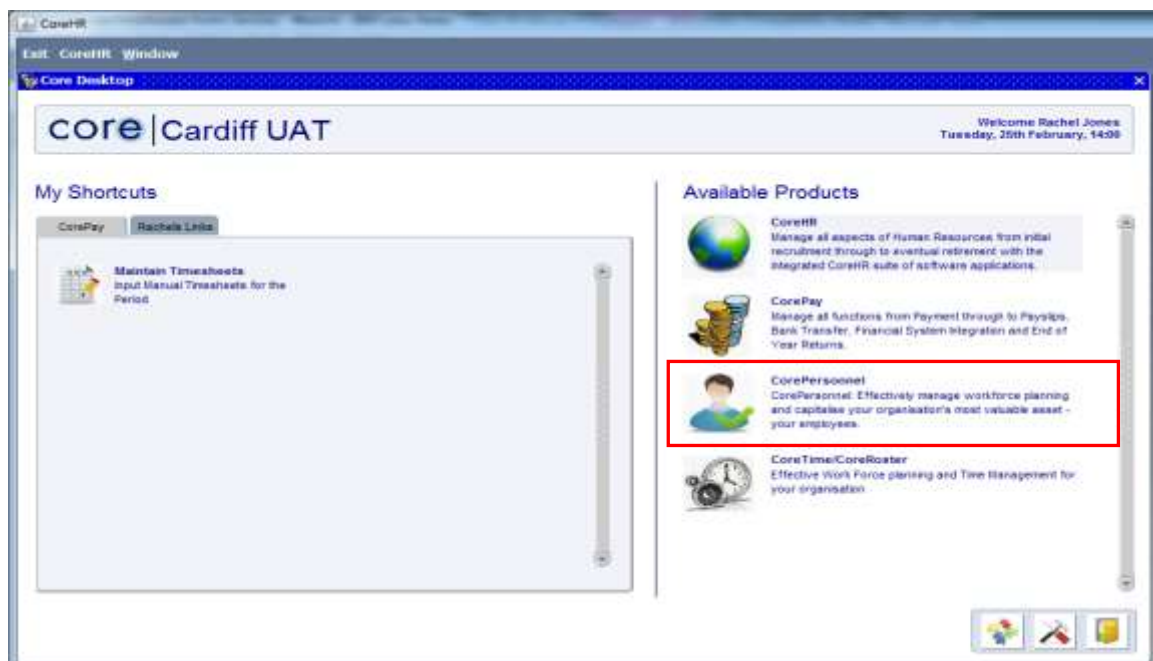 CoreHR
Exit CoreHR Window
Core Desktop
core | Cardiff UAT
Welcome Rachel Jones
Tuesday, 25th February, 14:00
My Shortcuts
CorePay Rachels Links
Maintain Timesheets
Input Manual Timesheets for the
Period
Available Products
CoreHR
Manage all aspects of Human Resources from initial
recruitment through to eventual retirement with the
integrated CoreHR suite of software applications.
CorePay
Manage all functions from Payment through to Payslips,
Bank Transfer, Financial System Integration and End of
Year Returns.
CorePersonnel
CorePersonnel: Effectively manage workforce planning
and capitalise your organisation's most valuable asset -
your employees.
CoreTime/CoreRoster
Effective Work Force planning and Time Management for
your organisation